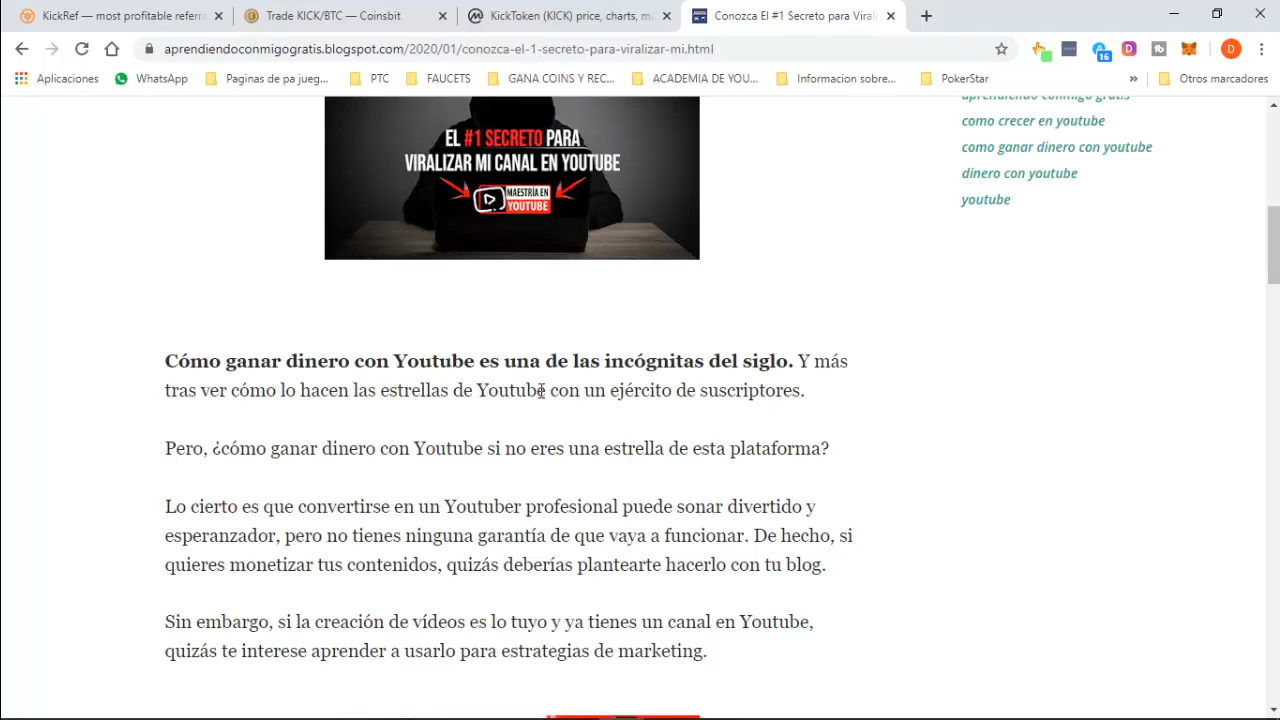 KickRef — most profitable referra
Trade KICK/BTC — Coinsbit
KickToken (KICK) price, charts, m
Conozca El #1 Secreto para Viral
aprendiendoconmigogratis.blogspot.com/2020/01/conozca-el-1-secreto-para-viralizar-mi.html
16
D
Aplicaciones
WhatsApp
Paginas de pa jueg...
PTC
FAUCETS
GANA COINS Y REC...
ACADEMIA DE YOU...
Informacion sobre...
PokerStar
»
Otros marcadores
aprendiendo conmigo gratis
como crecer en youtube
como ganar dinero con youtube
dinero con youtube
youtube
EL #1 SECRETO PARA
VIRALIZAR MI CANAL EN YOUTUBE
MAESTRÍA EN
YOUTUBE
Cómo ganar dinero con Youtube es una de las incógnitas del siglo. Y más
tras ver cómo lo hacen las estrellas de Youtube con un ejército de suscriptores.
Pero, ¿cómo ganar dinero con Youtube si no eres una estrella de esta plataforma?
Lo cierto es que convertirse en un Youtuber profesional puede sonar divertido y
esperanzador, pero no tienes ninguna garantía de que vaya a funcionar. De hecho, si
quieres monetizar tus contenidos, quizás deberías plantearte hacerlo con tu blog.
Sin embargo, si la creación de vídeos es lo tuyo y ya tienes un canal en Youtube,
quizás te interese aprender a usarlo para estrategias de marketing.